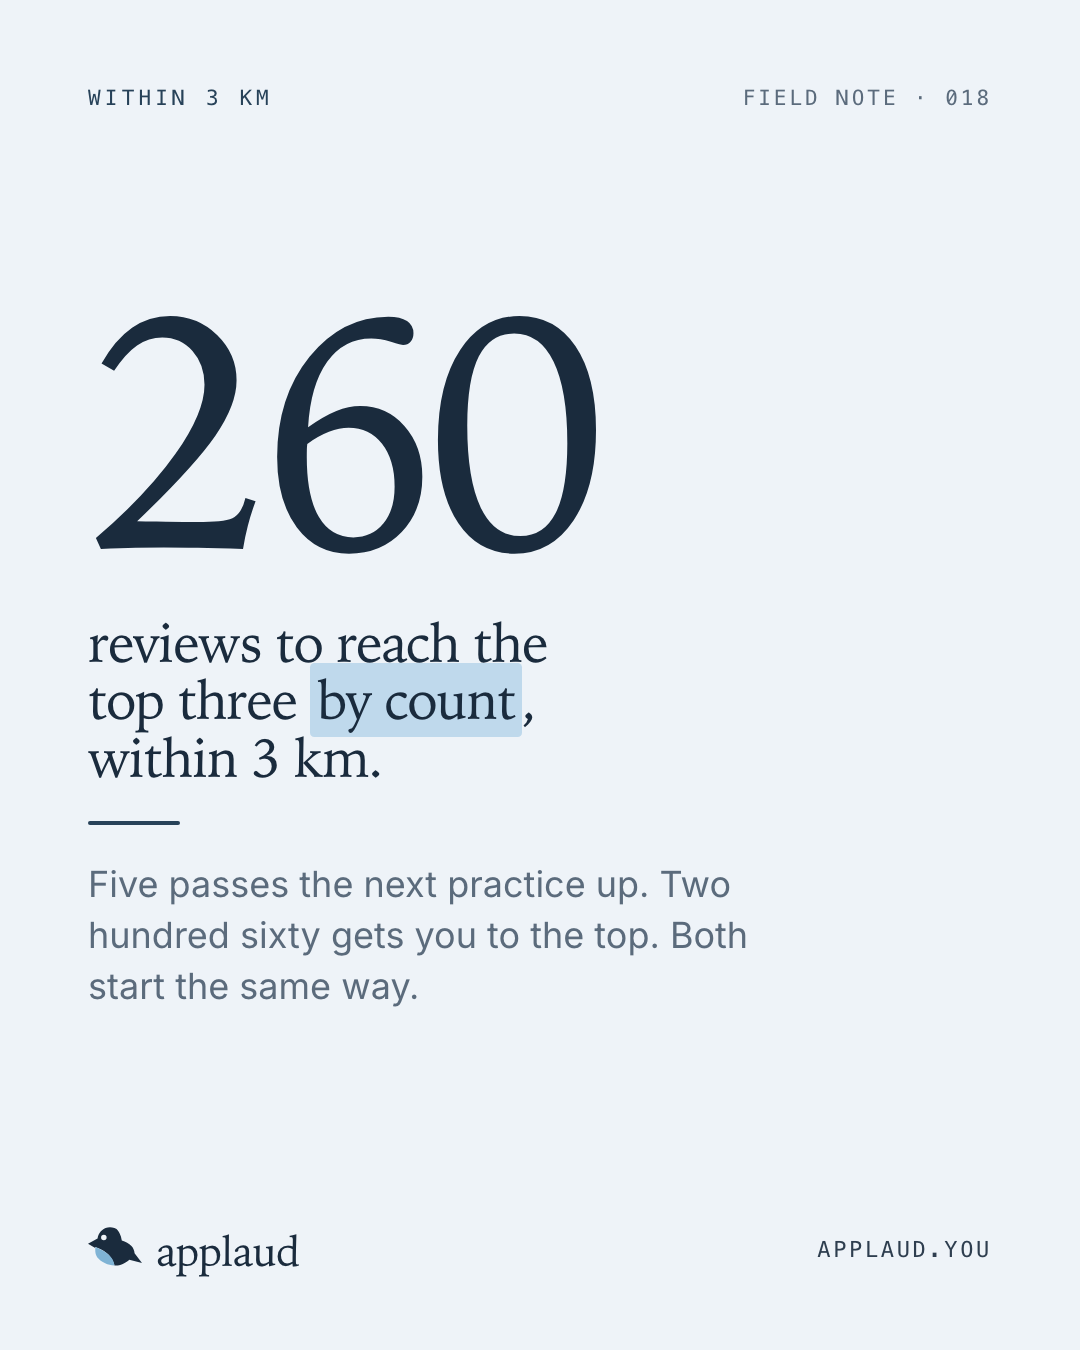 WITHIN 3 KM
FIELD NOTE · 018
260
reviews to reach the
top three by count,
within 3 km.
Five passes the next practice up. Two
hundred sixty gets you to the top. Both
start the same way.
applaud
APPLAUD.YOU